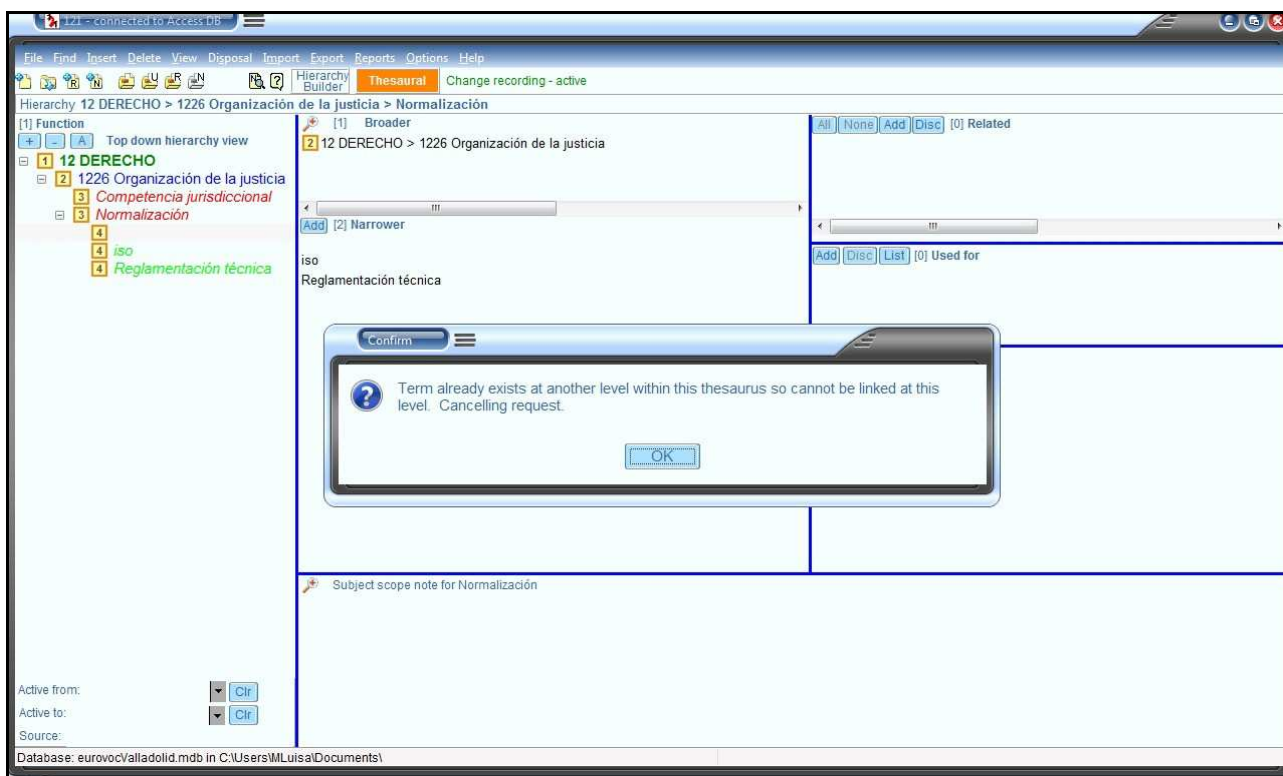 121 - connected to Access DB
File Find Insert Delete View Disposal Import Export Reports Options Help
Hierarchy Builder Thesaural Change recording - active
Hierarchy 12 DERECHO > 1226 Organización de la justicia > Normalización
[1] Function
+ - A Top down hierarchy view
1 12 DERECHO
2 1226 Organización de la justicia
3 Competencia jurisdiccional
3 Normalización
4
4 iso
4 Reglamentación técnica
[1] Broader
2 12 DERECHO > 1226 Organización de la justicia
Add [2] Narrower
iso
Reglamentación técnica
All None Add Disc [0] Related
Add Disc List [0] Used for
Confirm
Term already exists at another level within this thesaurus so cannot be linked at this
level. Cancelling request.
OK
Subject scope note for Normalización
Active from: Clr
Active to: Clr
Source:
Database: eurovocValladolid.mdb in C:\Users\MLuisa\Documents\